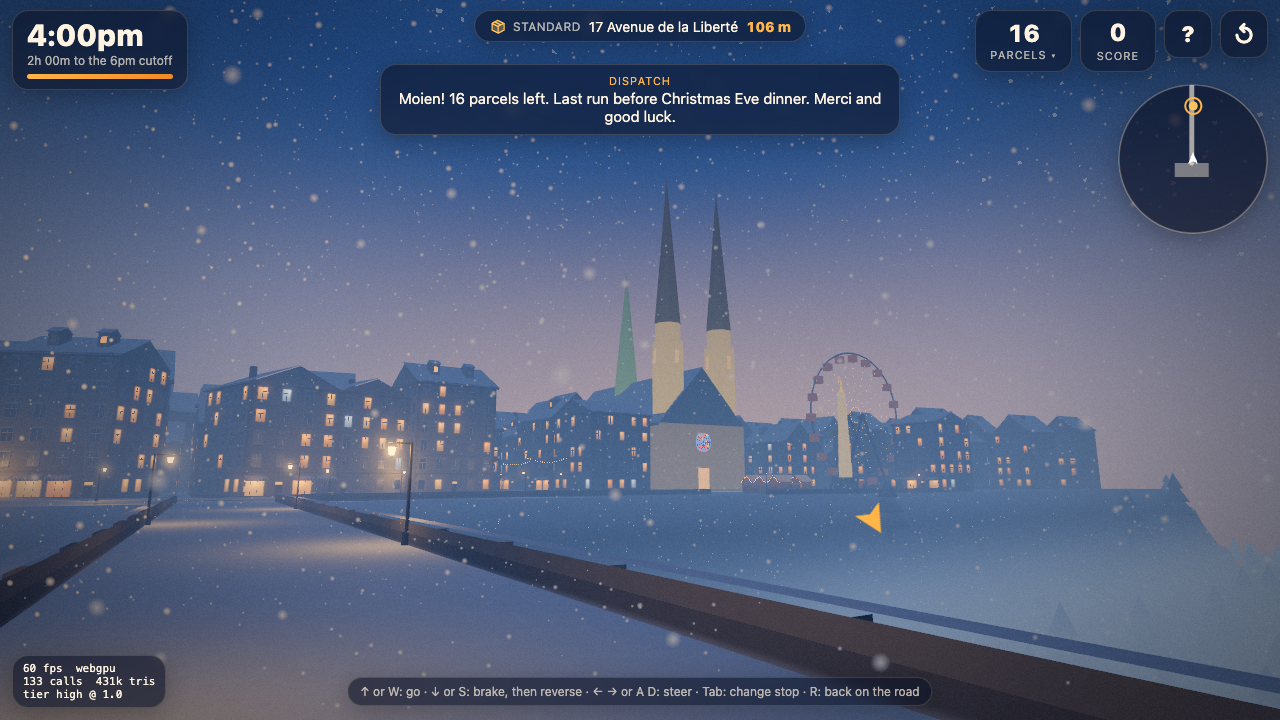 4:00pm
2h 00m to the 6pm cutoff
STANDARD 17 Avenue de la Liberté 106 m
16
PARCELS ▾
0
SCORE
?
DISPATCH
Moien! 16 parcels left. Last run before Christmas Eve dinner. Merci and
good luck.
60 fps webgpu
133 calls 431k tris
tier high @ 1.0
↑ or W: go · ↓ or S: brake, then reverse · ← → or A D: steer · Tab: change stop · R: back on the road